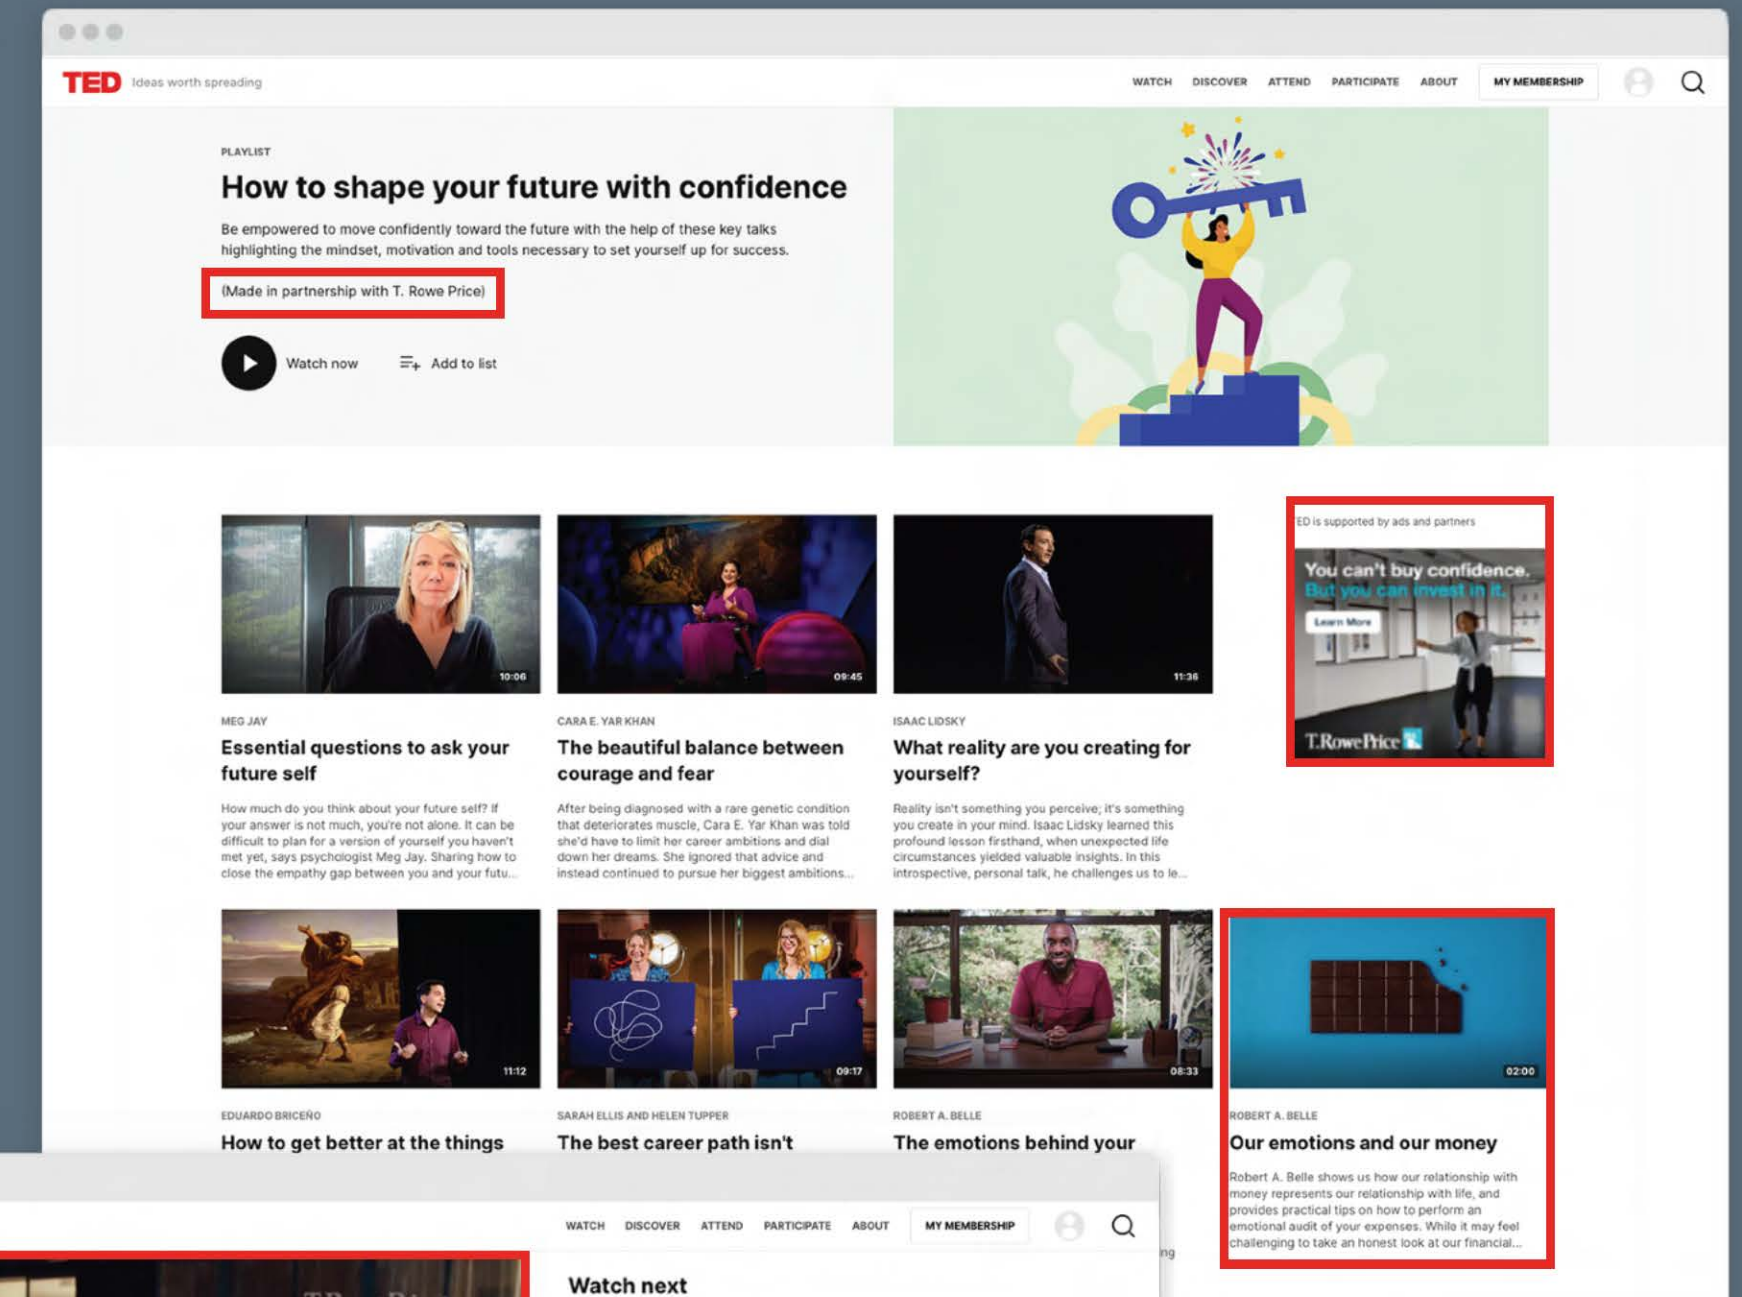 TED Ideas worth spreading
WATCH DISCOVER ATTEND PARTICIPATE ABOUT MY MEMBERSHIP
PLAYLIST
How to shape your future with confidence
Be empowered to move confidently toward the future with the help of these key talks
highlighting the mindset, motivation and tools necessary to set yourself up for success.
(Made in partnership with T. Rowe Price)
Watch now Add to list
10:06
MEG JAY
Essential questions to ask your
future self
How much do you think about your future self? If
your answer is not much, you're not alone. It can be
difficult to plan for a version of yourself you haven't
met yet, says psychologist Meg Jay. Sharing how to
close the empathy gap between you and your futu...
09:45
CARA E. YAR KHAN
The beautiful balance between
courage and fear
After being diagnosed with a rare genetic condition
that deteriorates muscle, Cara E. Yar Khan was told
she'd have to limit her career ambitions and dial
down her dreams. She ignored that advice and
instead continued to pursue her biggest ambitions...
11:36
ISAAC LIDSKY
What reality are you creating for
yourself?
Reality isn't something you perceive; it's something
you create in your mind. Isaac Lidsky learned this
profound lesson firsthand, when unexpected life
circumstances yielded valuable insights. In this
introspective, personal talk, he challenges us to le...
ED is supported by ads and partners
You can't buy confidence.
But you can invest in it.
Learn More
T.RowePrice
11:12
EDUARDO BRICEÑO
How to get better at the things
09:17
SARAH ELLIS AND HELEN TUPPER
The best career path isn't
08:33
ROBERT A. BELLE
The emotions behind your
02:00
ROBERT A. BELLE
Our emotions and our money
Robert A. Belle shows us how our relationship with
money represents our relationship with life, and
provides practical tips on how to perform an
emotional audit of your expenses. While it may feel
challenging to take an honest look at our financial...
ng
WATCH DISCOVER ATTEND PARTICIPATE ABOUT MY MEMBERSHIP
Watch next